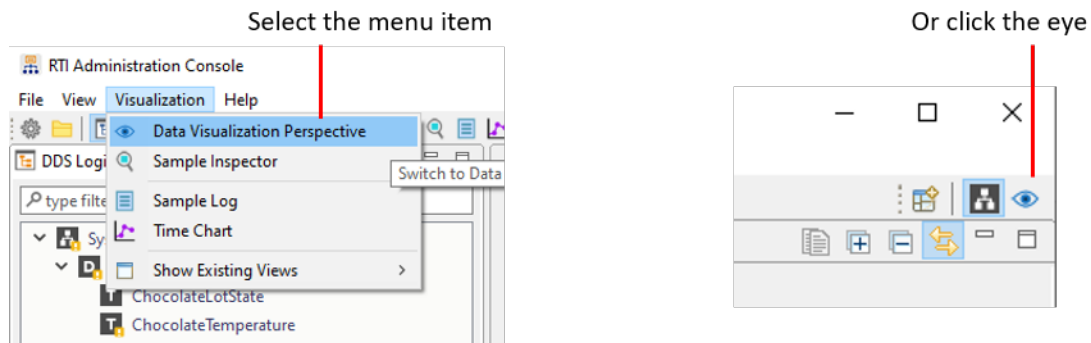 Select the menu item
Or click the eye
RTI Administration Console
File View Visualization Help
Data Visualization Perspective
DDS Logi
Sample Inspector
Switch to Data
type filte
Sample Log
Sy
Time Chart
D
Show Existing Views
T ChocolateLotState
T ChocolateTemperature